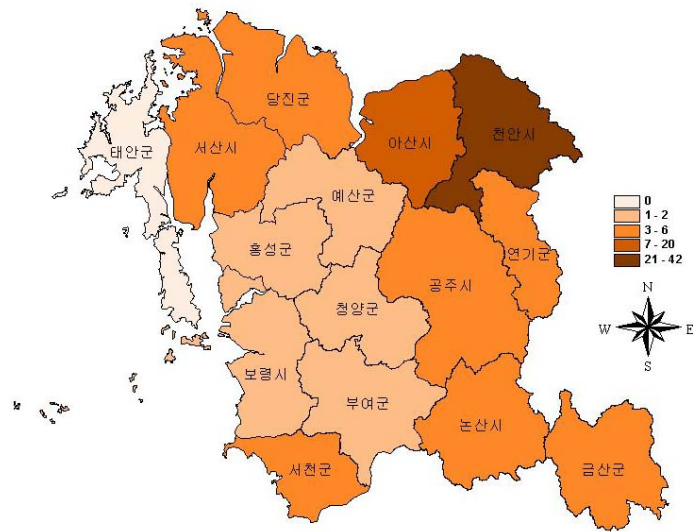 당진군
천안시
아산시
태안군
서산시
예산군
0
1 - 2
3 - 6
7 - 20
21 - 42
홍성군
연기군
공주시
청양군
N
W
E
S
보령시
부여군
논산시
서천군
금산군